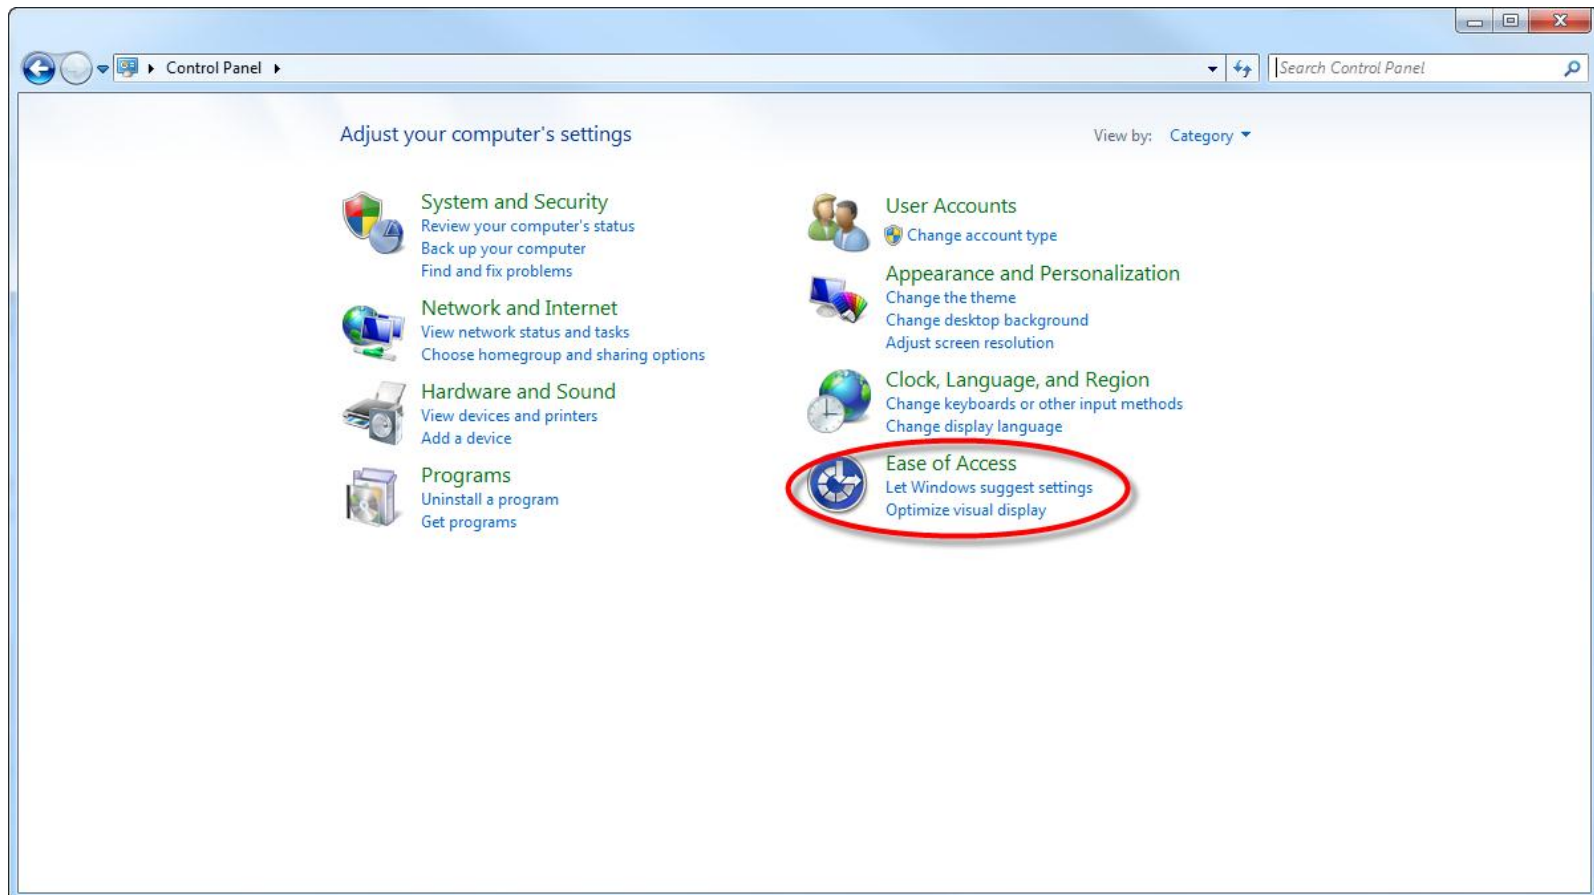 Control Panel
Search Control Panel
Adjust your computer's settings
View by: Category
System and Security
Review your computer's status
Back up your computer
Find and fix problems
Network and Internet
View network status and tasks
Choose homegroup and sharing options
Hardware and Sound
View devices and printers
Add a device
Programs
Uninstall a program
Get programs
User Accounts
Change account type
Appearance and Personalization
Change the theme
Change desktop background
Adjust screen resolution
Clock, Language, and Region
Change keyboards or other input methods
Change display language
Ease of Access
Let Windows suggest settings
Optimize visual display